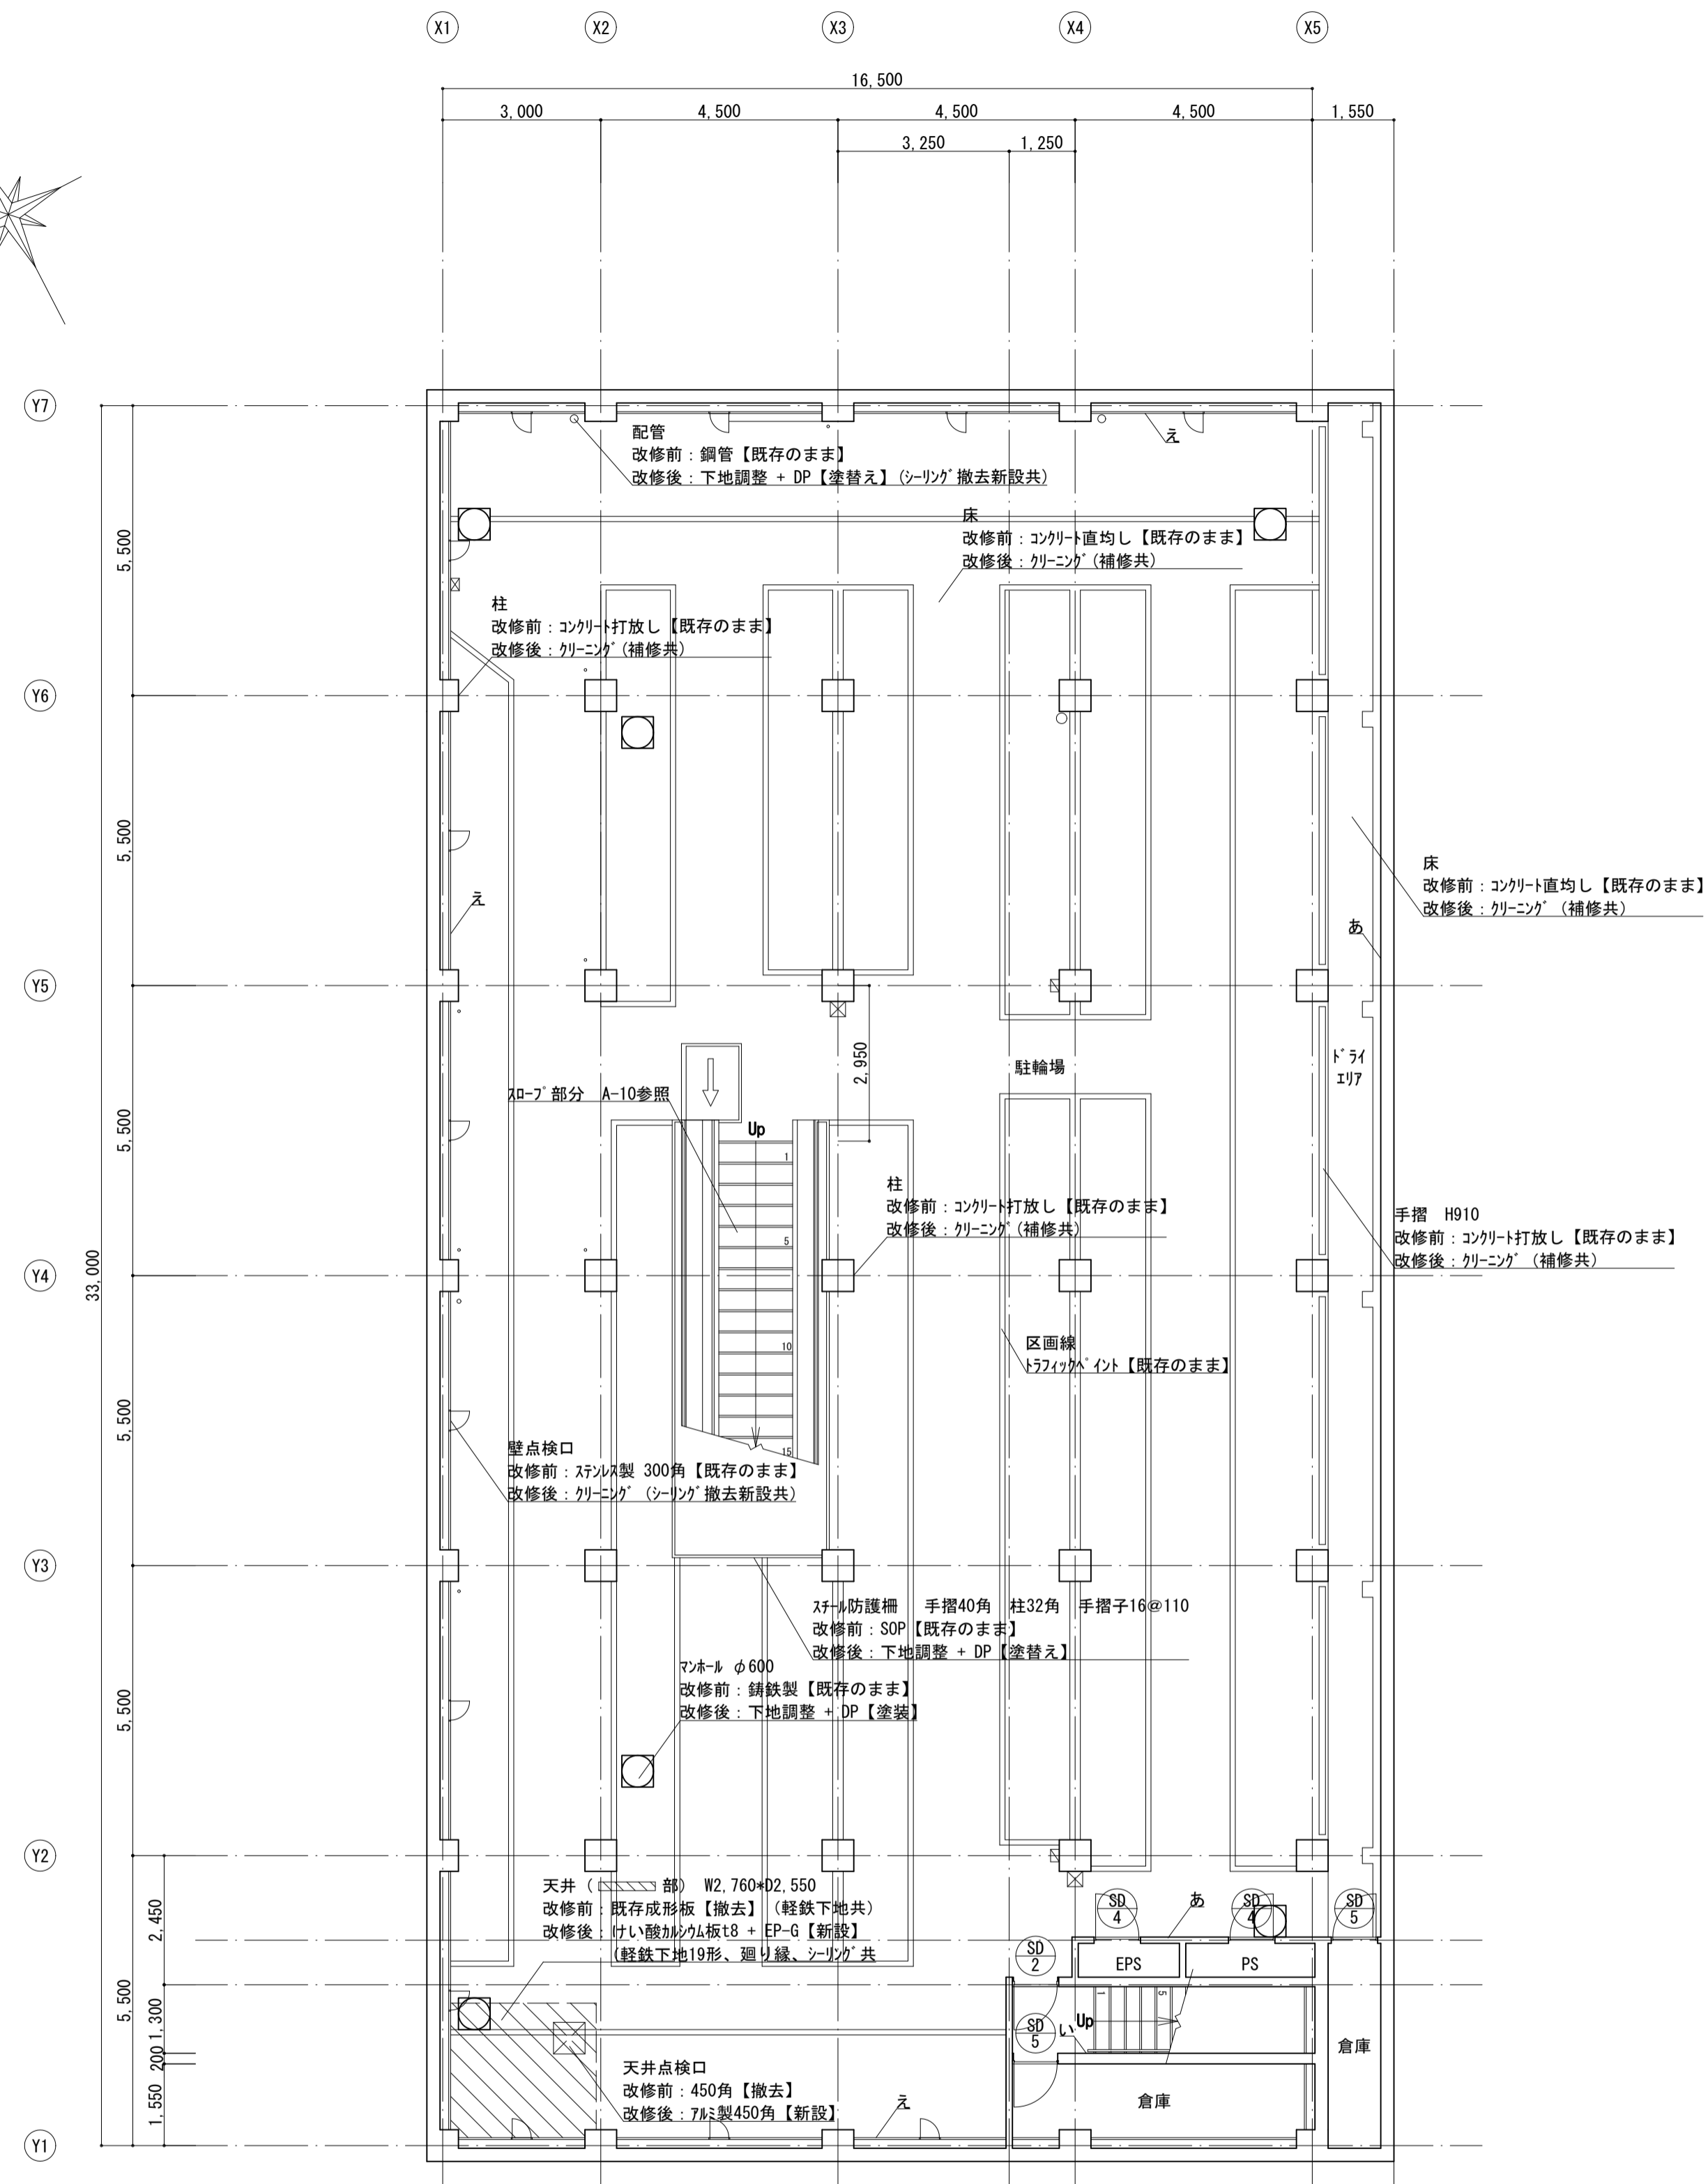 X1
X2
X3
X4
X5
16,500
3,000
4,500
4,500
4,500
1,550
3,250
1,250
Y7
配管
改修前：鋼管【既存のまま】
改修後：下地調整 + DP【塗替え】(ｼｰﾘﾝｸﾞ撤去新設共)
え
5,500
床
改修前：ｺﾝｸﾘｰﾄ直均し【既存のまま】
改修後：ｸﾘｰﾆﾝｸﾞ(補修共)
柱
改修前：ｺﾝｸﾘｰﾄ打放し【既存のまま】
改修後：ｸﾘｰﾆﾝｸﾞ(補修共)
Y6
5,500
床
改修前：ｺﾝｸﾘｰﾄ直均し【既存のまま】
改修後：ｸﾘｰﾆﾝｸﾞ（補修共）
え
あ
Y5
2,950
駐輪場
ﾄﾞﾗｲ
ｴﾘｱ
ｽﾛｰﾌﾟ部分　A-10参照
5,500
Up
1
5
10
15
柱
改修前：ｺﾝｸﾘｰﾄ打放し【既存のまま】
改修後：ｸﾘｰﾆﾝｸﾞ(補修共)
手摺　H910
改修前：ｺﾝｸﾘｰﾄ打放し【既存のまま】
改修後：ｸﾘｰﾆﾝｸﾞ（補修共）
33,000
Y4
区画線
ﾄﾗﾌｨｯｸﾍﾟｲﾝﾄ【既存のまま】
5,500
壁点検口
改修前：ｽﾃﾝﾚｽ製 300角【既存のまま】
改修後：ｸﾘｰﾆﾝｸﾞ（ｼｰﾘﾝｸﾞ撤去新設共）
Y3
ｽﾁｰﾙ防護柵　手摺40角　柱32角　手摺子16@110
改修前：SOP【既存のまま】
改修後：下地調整 + DP【塗替え】
ﾏﾝﾎｰﾙ φ600
改修前：鋳鉄製【既存のまま】
改修後：下地調整 + DP【塗装】
5,500
Y2
天井（　　　部）　W2,760*D2,550
改修前：既存成形板【撤去】（軽鉄下地共）
改修後：けい酸ｶﾙｼｳﾑ板t8 + EP-G【新設】
（軽鉄下地19形、廻り縁、ｼｰﾘﾝｸﾞ共
2,450
SD
4
あ
SD
4
SD
5
SD
2
EPS
PS
5,500
1,300
200
1,550
SD
5
い
Up
1
5
倉庫
天井点検口
改修前：450角【撤去】
改修後：ｱﾙﾐ製450角【新設】
え
倉庫
Y1